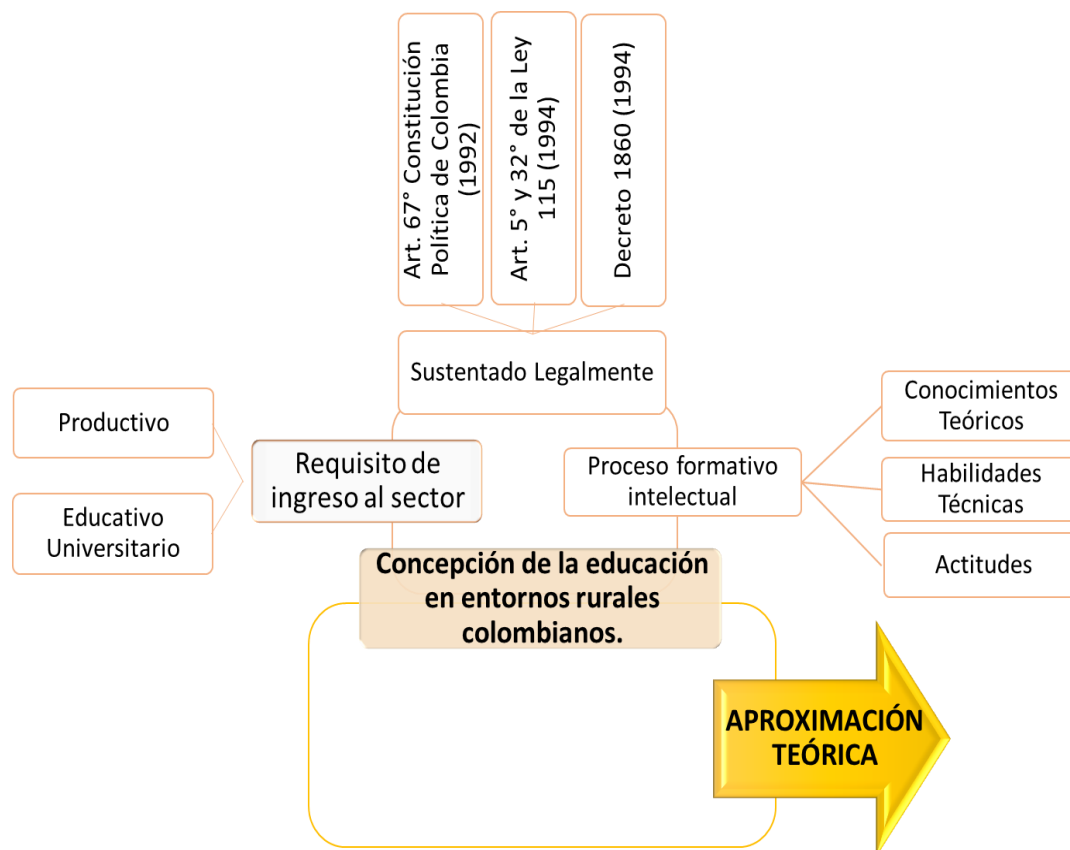 Art. 67° Constitución
Política de Colombia
(1992)
Art. 5° y 32° de la Ley
115 (1994)
Decreto 1860 (1994)
Sustentado Legalmente
Productivo
Educativo
Universitario
Requisito de
ingreso al sector
Proceso formativo
intelectual
Conocimientos
Teóricos
Habilidades
Técnicas
Actitudes
Concepción de la educación
en entornos rurales
colombianos.
APROXIMACIÓN
TEÓRICA